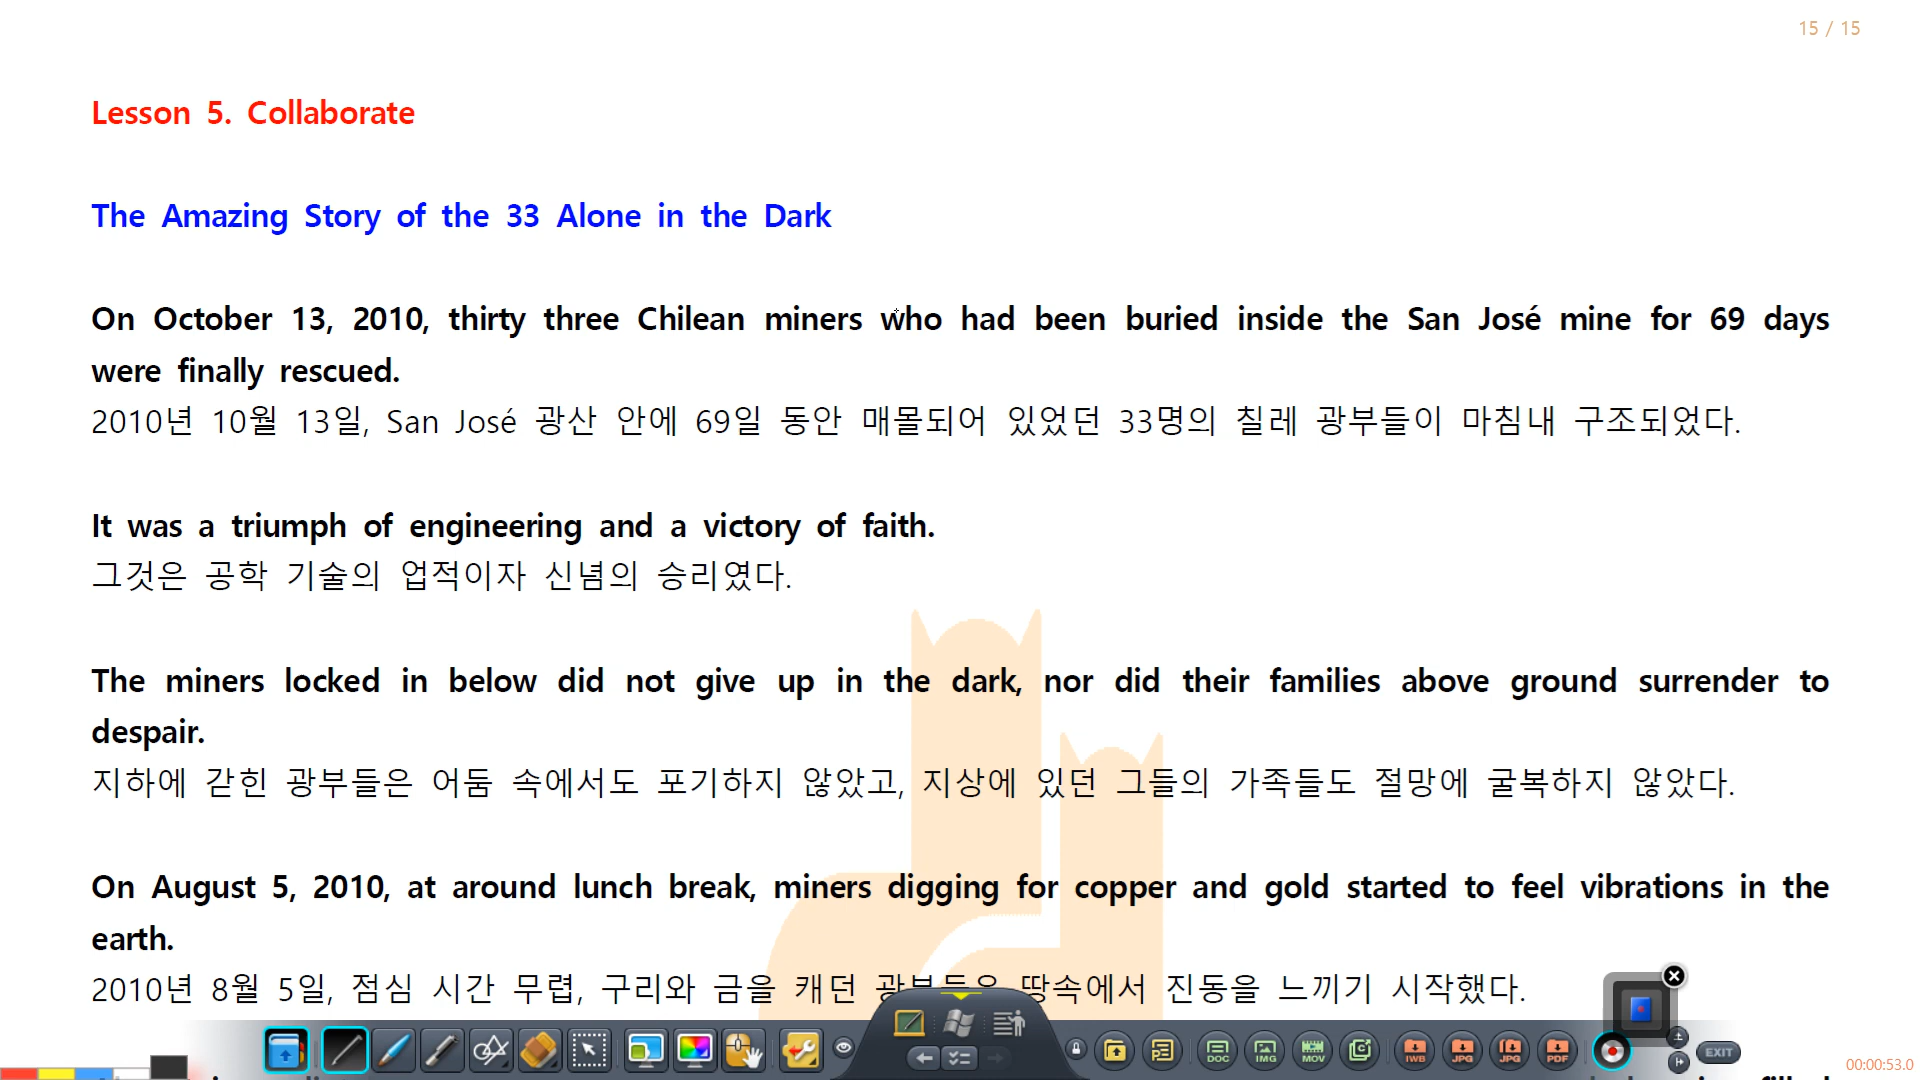 15 / 15
Lesson 5. Collaborate
The Amazing Story of the 33 Alone in the Dark
On October 13, 2010, thirty three Chilean miners who had been buried inside the San José mine for 69 days
were finally rescued.
2010년 10월 13일, San José 광산 안에 69일 동안 매몰되어 있었던 33명의 칠레 광부들이 마침내 구조되었다.
It was a triumph of engineering and a victory of faith.
그것은 공학 기술의 업적이자 신념의 승리였다.
The miners locked in below did not give up in the dark, nor did their families above ground surrender to
despair.
지하에 갇힌 광부들은 어둠 속에서도 포기하지 않았고, 지상에 있던 그들의 가족들도 절망에 굴복하지 않았다.
On August 5, 2010, at around lunch break, miners digging for copper and gold started to feel vibrations in the
earth.
2010년 8월 5일, 점심 시간 무렵, 구리와 금을 캐던 광부들은 땅속에서 진동을 느끼기 시작했다.
DOC IMG MOV IWB JPG JPG PDF EXIT
00:00:53.0